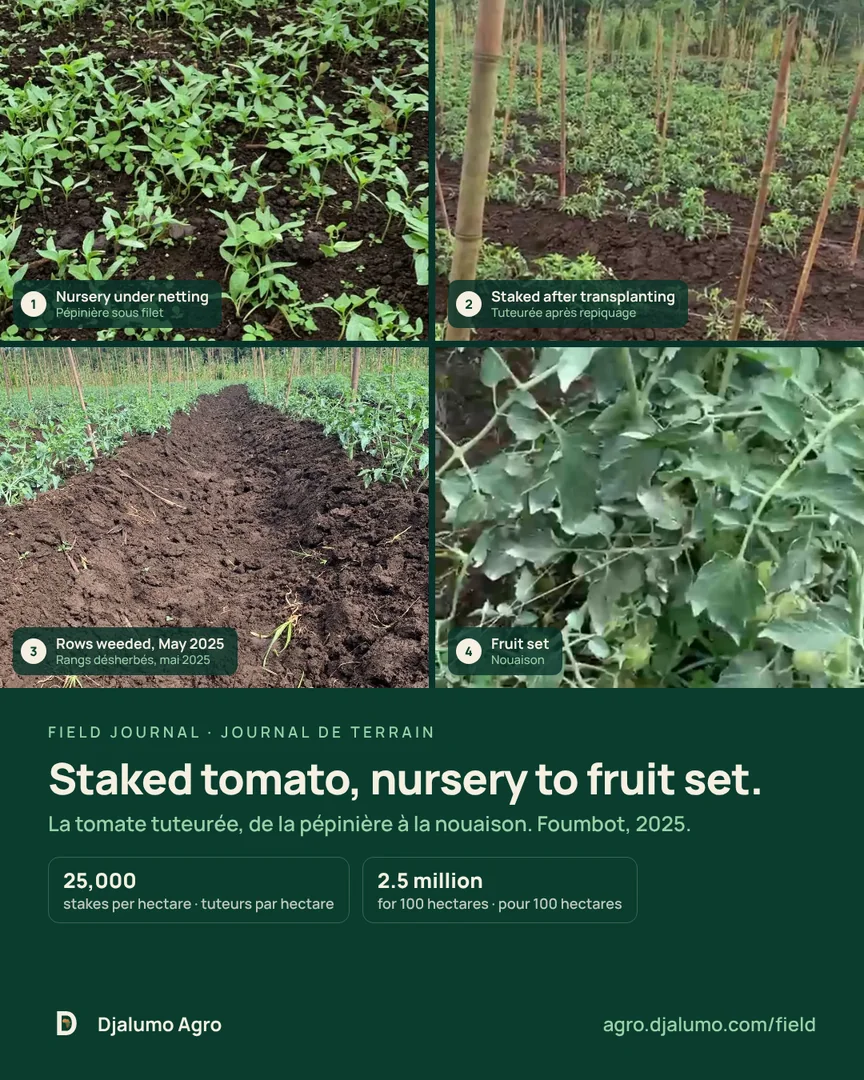 1
Nursery under netting
Pépinière sous filet
2
Staked after transplanting
Tuteurée après repiquage
3
Rows weeded, May 2025
Rangs désherbés, mai 2025
4
Fruit set
Nouaison
FIELD JOURNAL · JOURNAL DE TERRAIN
Staked tomato, nursery to fruit set.
La tomate tuteurée, de la pépinière à la nouaison. Foumbot, 2025.
25,000
stakes per hectare · tuteurs par hectare
2.5 million
for 100 hectares · pour 100 hectares
D
Djalumo Agro
agro.djalumo.com/field